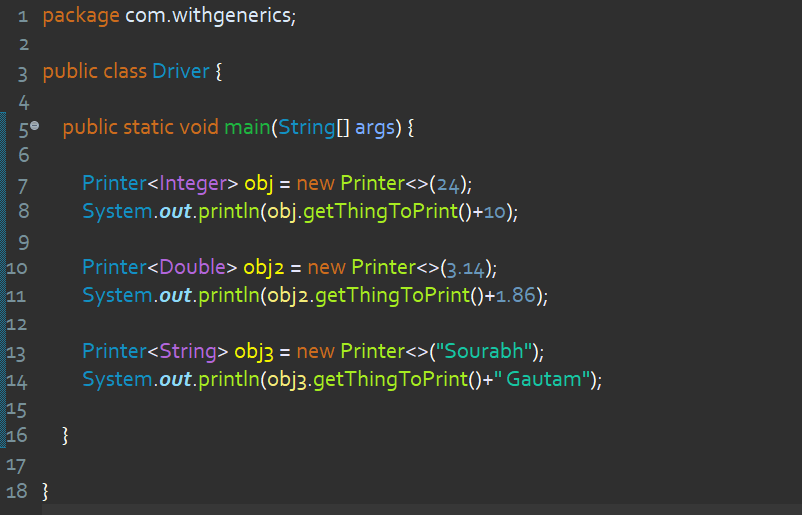 1 package com.withgenerics;
2
3 public class Driver {
4
5 public static void main(String[] args) {
6
7 Printer<Integer> obj = new Printer<>(24);
8 System.out.println(obj.getThingToPrint()+10);
9
10 Printer<Double> obj2 = new Printer<>(3.14);
11 System.out.println(obj2.getThingToPrint()+1.86);
12
13 Printer<String> obj3 = new Printer<>("Sourabh");
14 System.out.println(obj3.getThingToPrint()+" Gautam");
15
16 }
17
18 }